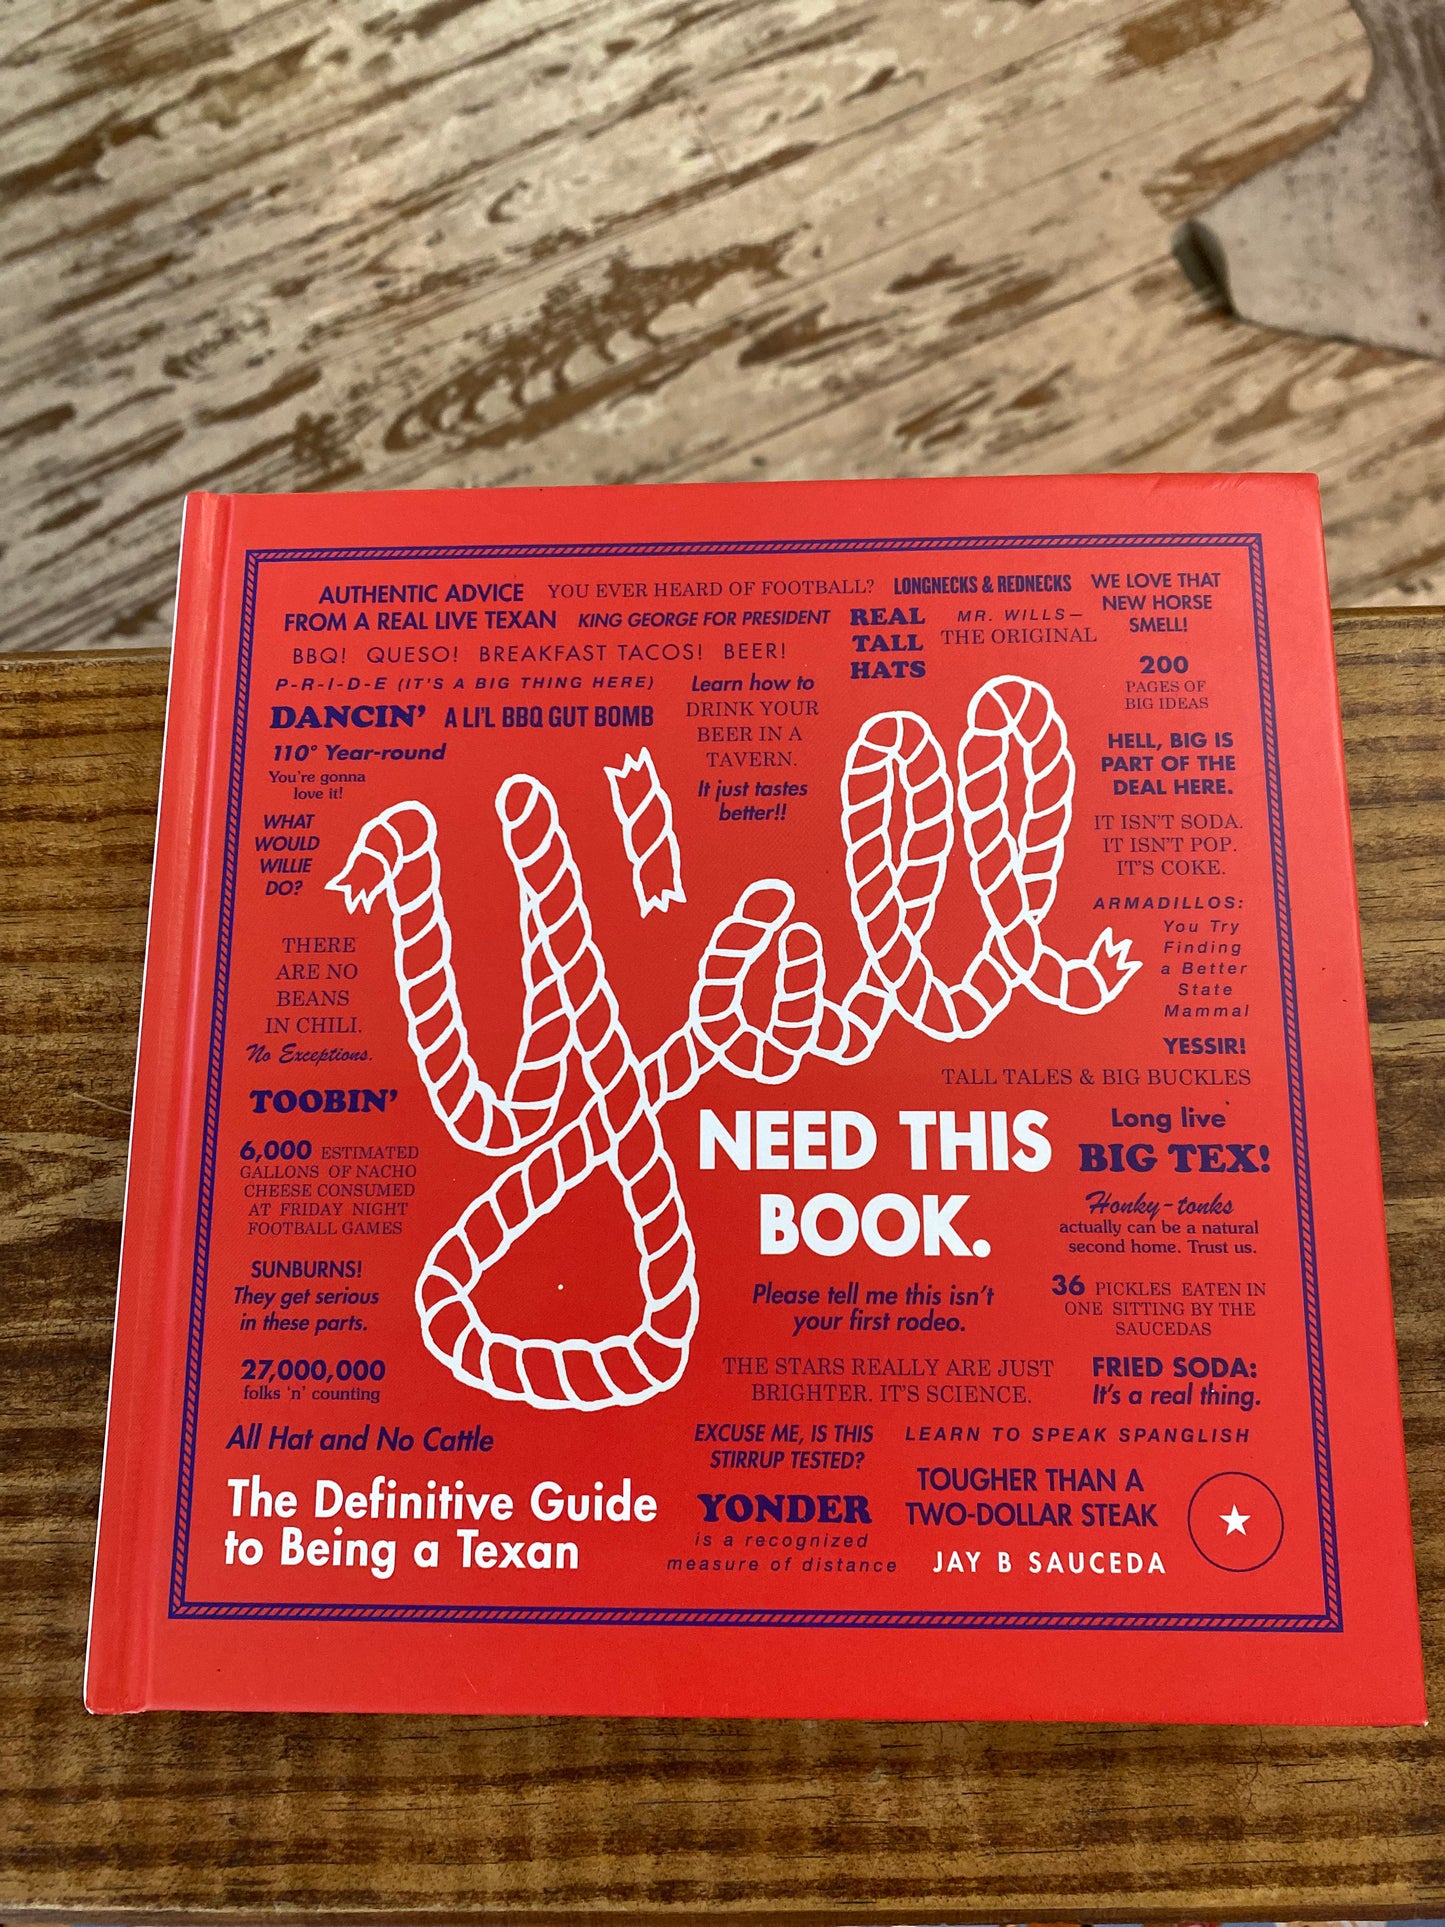 AUTHENTIC ADVICE
FROM A REAL LIVE TEXAN
YOU EVER HEARD OF FOOTBALL?
KING GEORGE FOR PRESIDENT
LONGNECKS & REDNECKS
REAL
TALL
HATS
MR. WILLS—
THE ORIGINAL
WE LOVE THAT
NEW HORSE
SMELL!
BBQ! QUESO! BREAKFAST TACOS! BEER!
P-R-I-D-E (IT'S A BIG THING HERE)
DANCIN'
A LI'L BBQ GUT BOMB
Learn how to
DRINK YOUR
BEER IN A
TAVERN.
It just tastes
better!!
200
PAGES OF
BIG IDEAS
110° Year-round
You're gonna
love it!
HELL, BIG IS
PART OF THE
DEAL HERE.
WHAT
WOULD
WILLIE
DO?
IT ISN'T SODA.
IT ISN'T POP.
IT'S COKE.
ARMADILLOS:
You Try
Finding
a Better
State
Mammal
THERE
ARE NO
BEANS
IN CHILI.
No Exceptions.
y'all
YESSIR!
TALL TALES & BIG BUCKLES
TOOBIN'
NEED THIS
BOOK.
Long live
BIG TEX!
6,000 ESTIMATED
GALLONS OF NACHO
CHEESE CONSUMED
AT FRIDAY NIGHT
FOOTBALL GAMES
Honky-tonks
actually can be a natural
second home. Trust us.
SUNBURNS!
They get serious
in these parts.
Please tell me this isn't
your first rodeo.
36 PICKLES EATEN IN
ONE SITTING BY THE
SAUCEDAS
27,000,000
folks 'n' counting
THE STARS REALLY ARE JUST
BRIGHTER. IT'S SCIENCE.
FRIED SODA:
It's a real thing.
All Hat and No Cattle
EXCUSE ME, IS THIS
STIRRUP TESTED?
LEARN TO SPEAK SPANGLISH
The Definitive Guide
to Being a Texan
YONDER
is a recognized
measure of distance
TOUGHER THAN A
TWO-DOLLAR STEAK
JAY B SAUCEDA